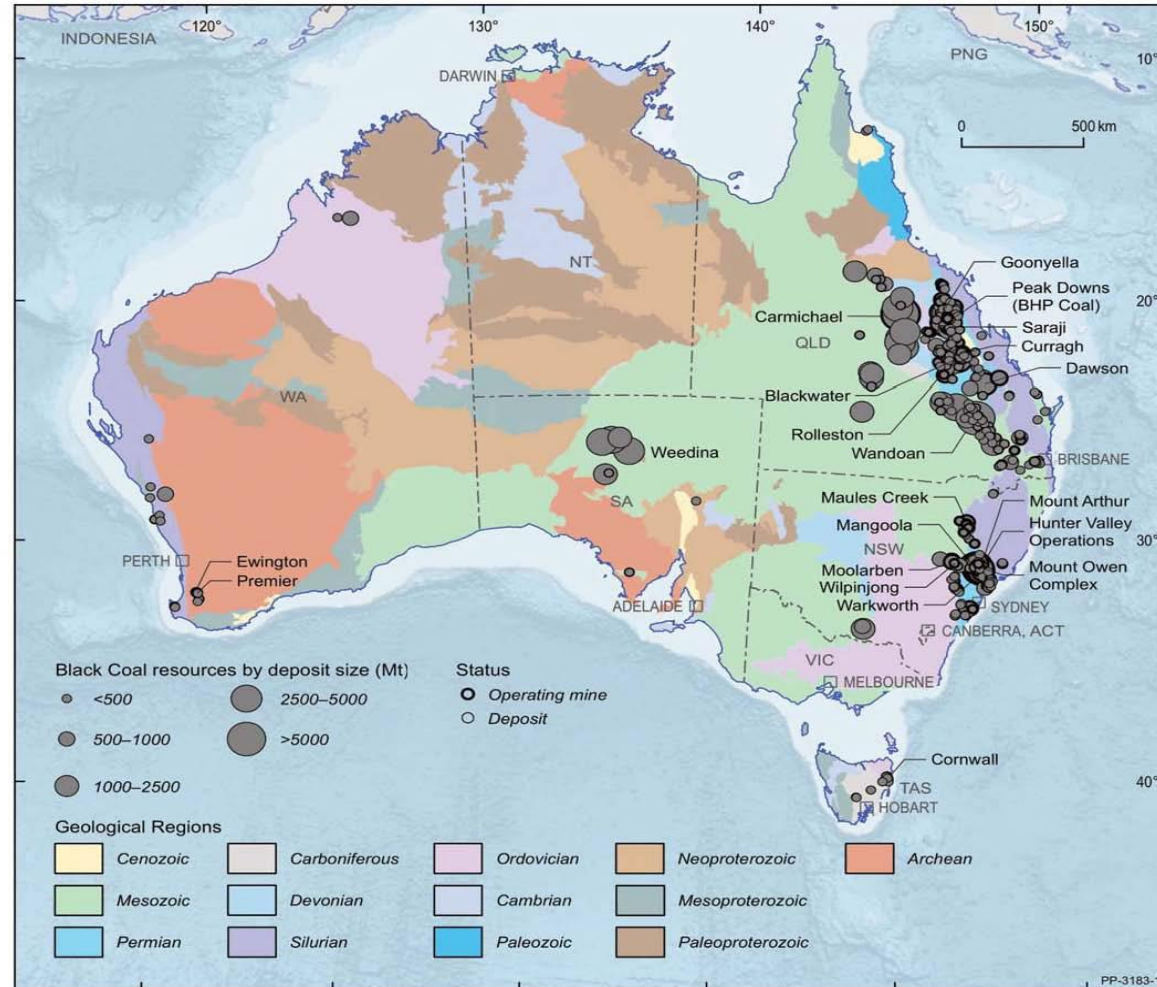 120°
130°
140°
150°
INDONESIA
PNG
10°
DARWIN
0
500 km
NT
Goonyella
20°
Peak Downs
(BHP Coal)
Carmichael
Saraji
QLD
Curragh
Dawson
WA
Blackwater
Rolleston
Weedina
Wandoan
BRISBANE
SA
Maules Creek
Mount Arthur
Mangoola
Hunter Valley
Operations
30°
NSW
PERTH
Ewington
Moolarben
Mount Owen
Complex
Premier
Wilpinjong
ADELAIDE
Warkworth
SYDNEY
CANBERRA, ACT
VIC
MELBOURNE
Black Coal resources by deposit size (Mt)
<500
500–1000
1000–2500
2500–5000
>5000
Status
Operating mine
Deposit
Cornwall
40°
TAS
HOBART
Geological Regions
Cenozoic
Carboniferous
Ordovician
Neoproterozoic
Archean
Mesozoic
Devonian
Cambrian
Mesoproterozoic
Permian
Silurian
Paleozoic
Paleoproterozoic
PP-3183-1